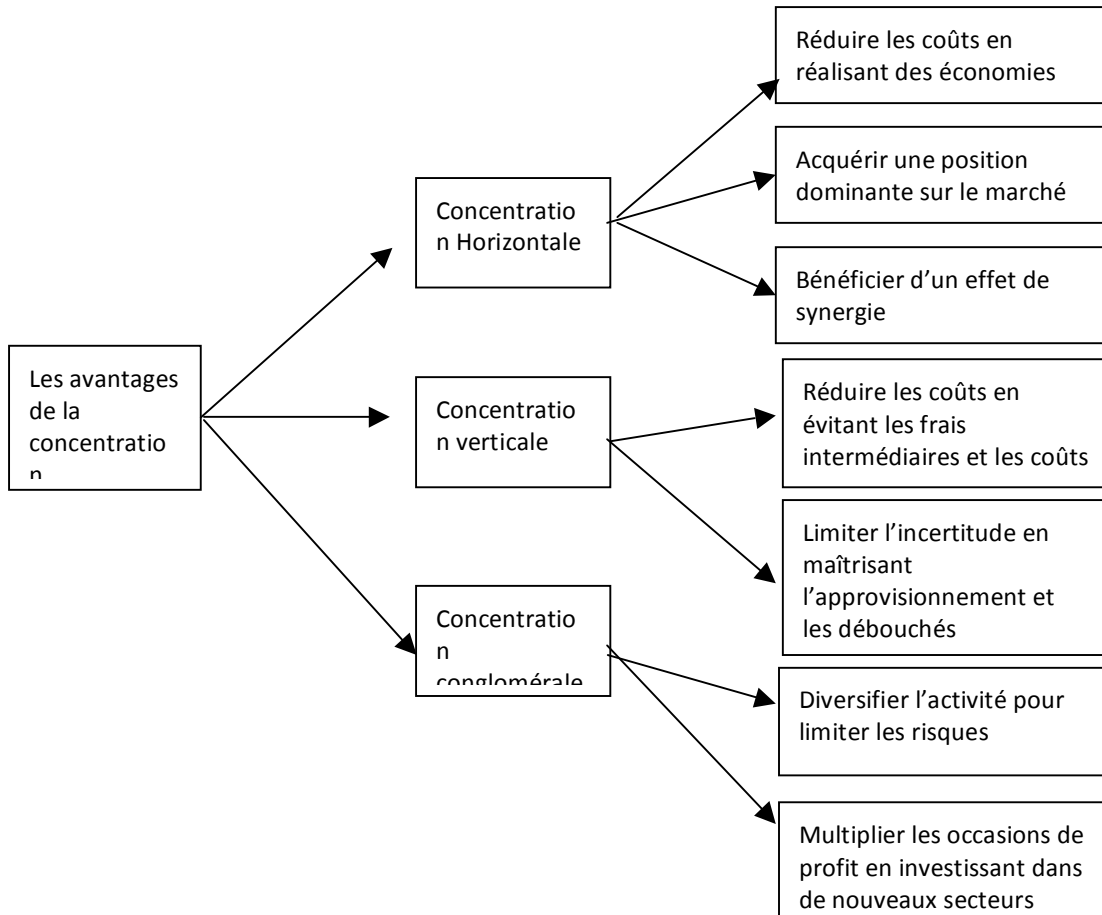 Réduire les coûts en
réalisant des économies
Acquérir une position
dominante sur le marché
Concentratio
n Horizontale
Bénéficier d’un effet de
synergie
Les avantages
de la
concentratio
n
Concentratio
n verticale
Réduire les coûts en
évitant les frais
intermédiaires et les coûts
Limiter l’incertitude en
maîtrisant
l’approvisionnement et
les débouchés
Concentratio
n
conglomérale
Diversifier l’activité pour
limiter les risques
Multiplier les occasions de
profit en investissant dans
de nouveaux secteurs